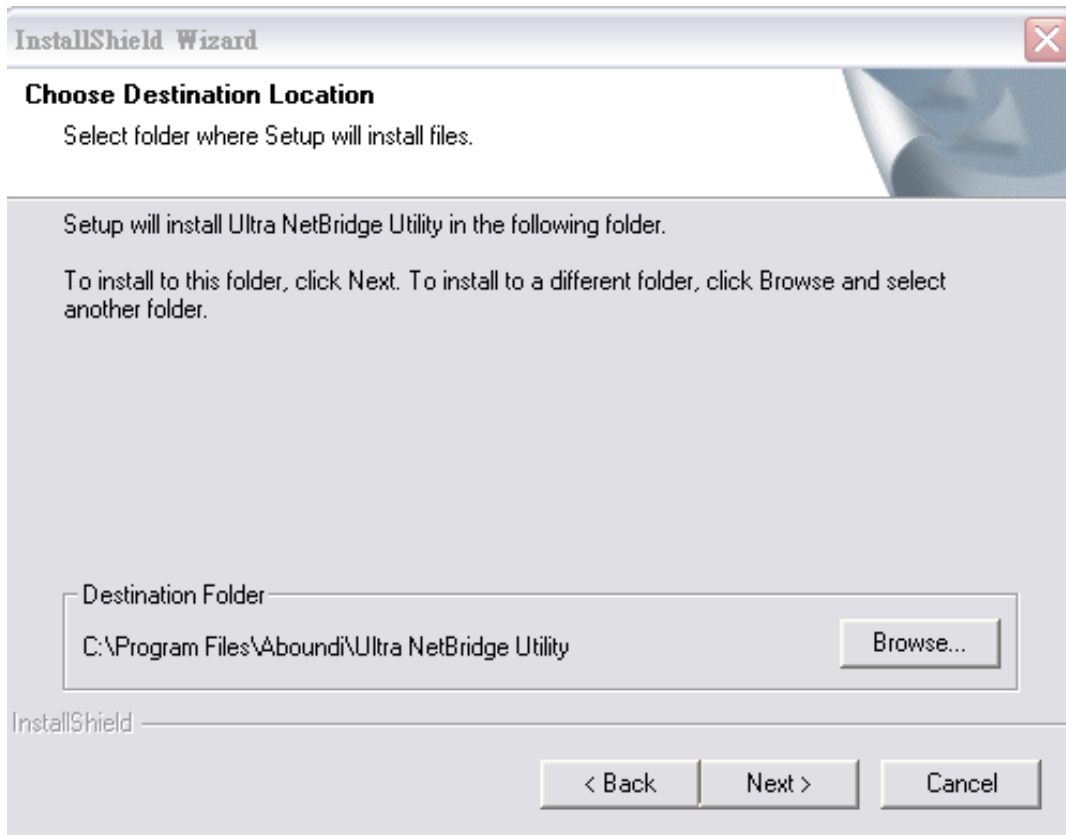 InstallShield Wizard
Choose Destination Location
Select folder where Setup will install files.
Setup will install Ultra NetBridge Utility in the following folder.
To install to this folder, click Next. To install to a different folder, click Browse and select
another folder.
Destination Folder
C:\Program Files\Aboundi\Ultra NetBridge Utility
Browse...
InstallShield
< Back
Next >
Cancel